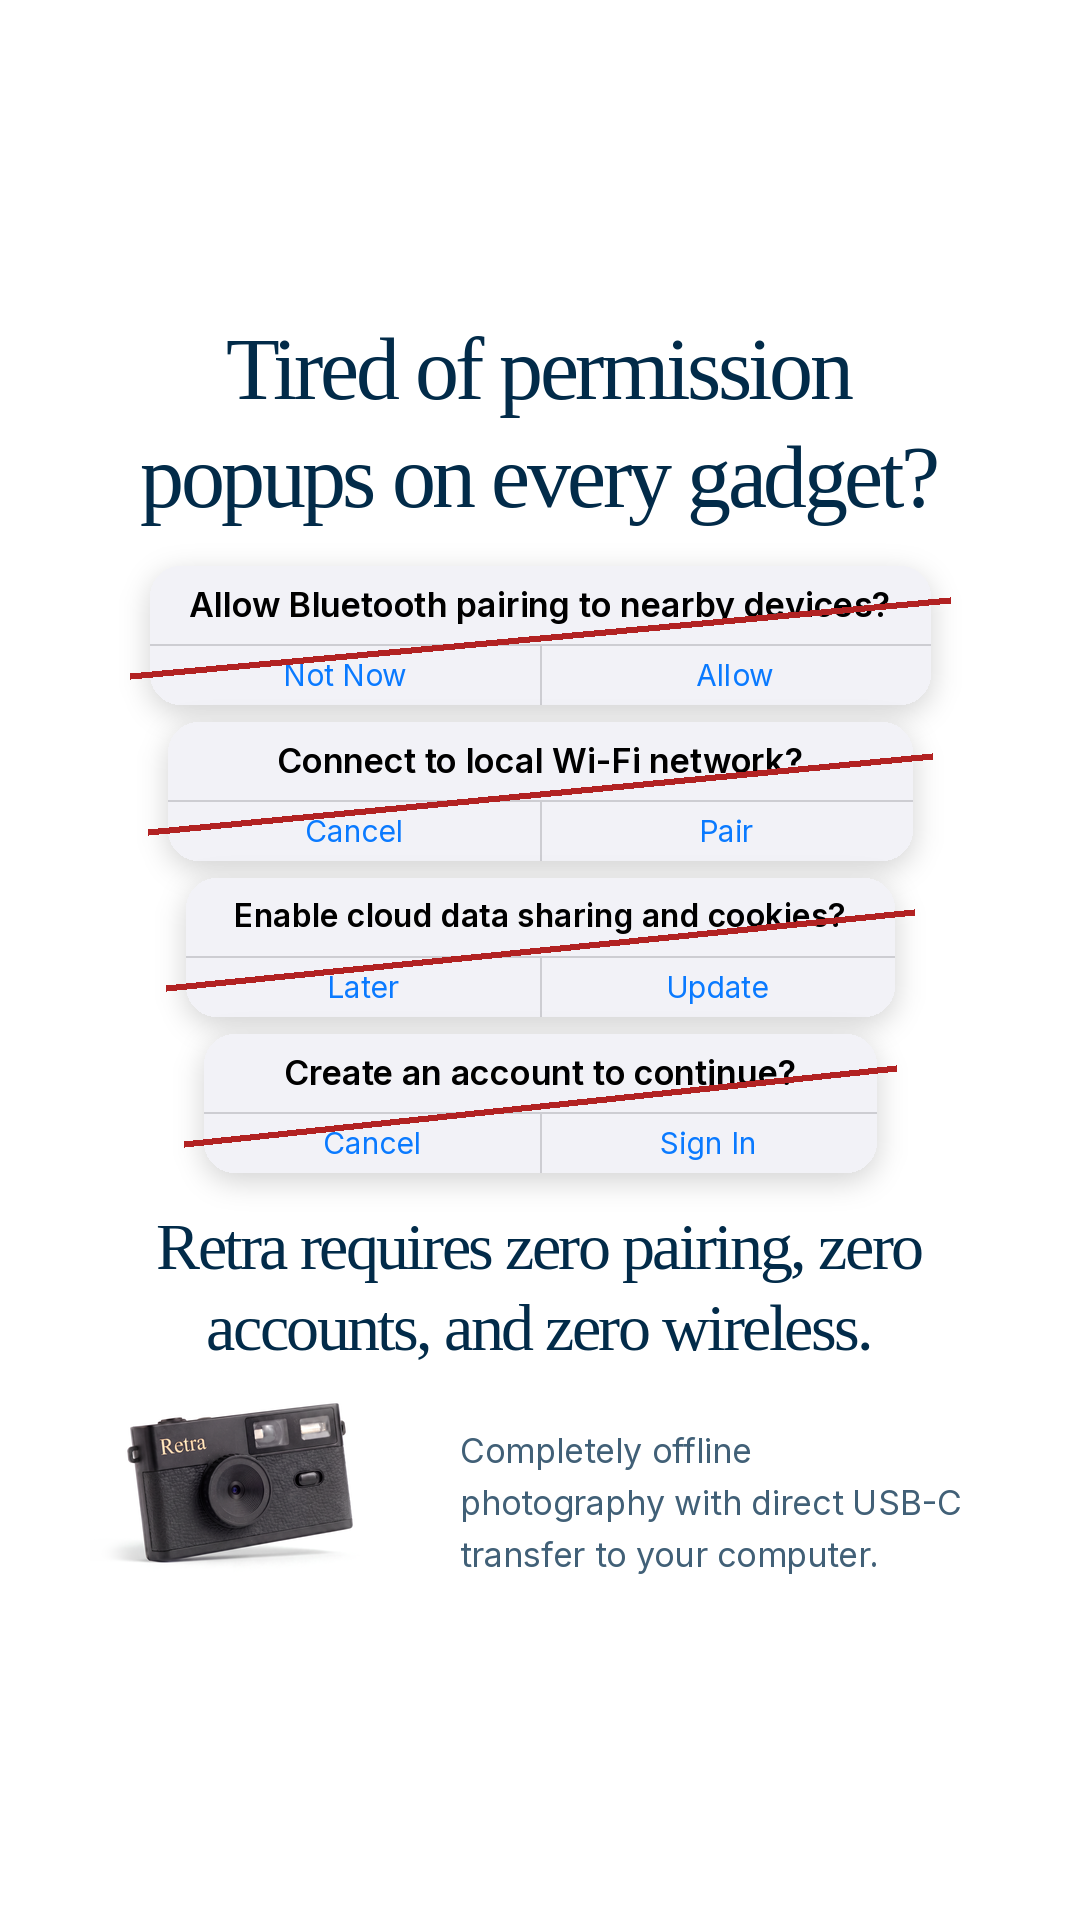 Tired of permission
popups on every gadget?
Allow Bluetooth pairing to nearby devices?
Not Now
Allow
Connect to local Wi-Fi network?
Cancel
Pair
Enable cloud data sharing and cookies?
Later
Update
Create an account to continue?
Cancel
Sign In
Retra requires zero pairing, zero
accounts, and zero wireless.
Retra
Completely offline
photography with direct USB-C
transfer to your computer.